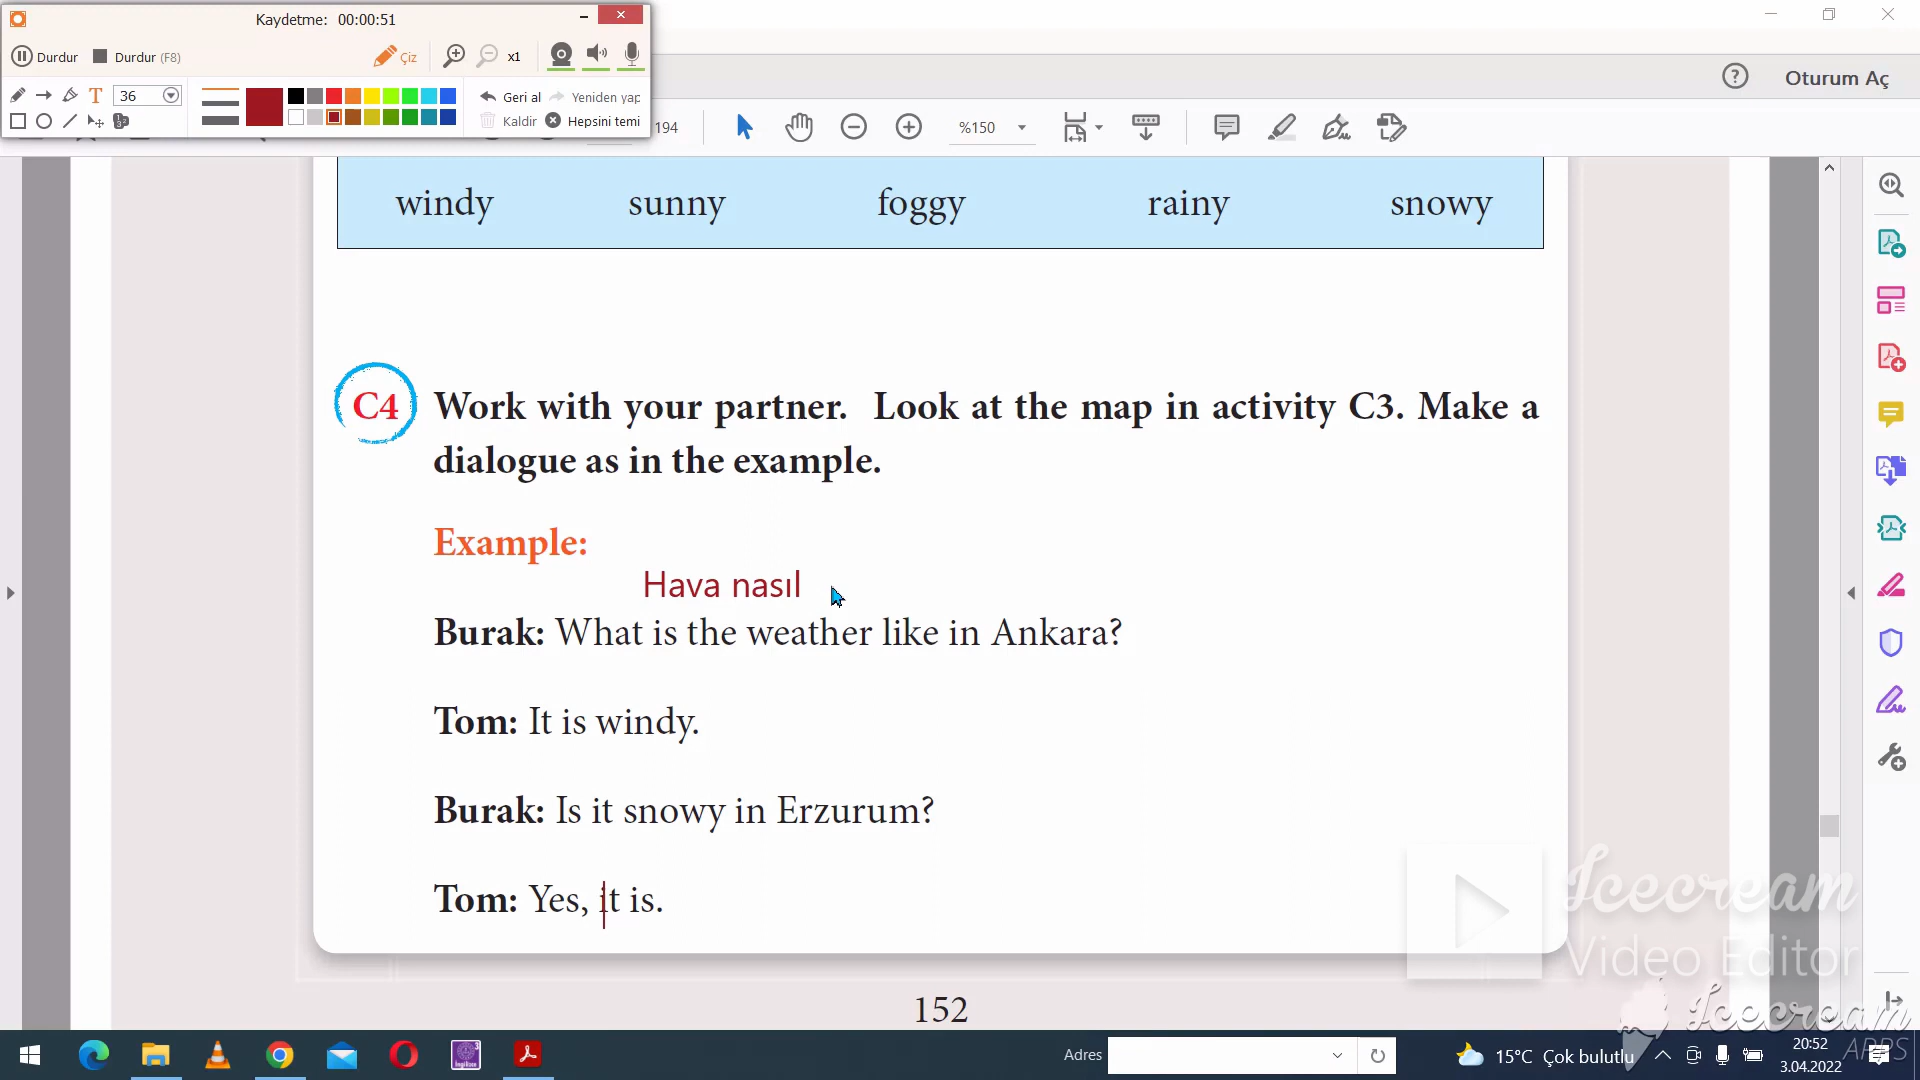 Kaydetme: 00:00:51
Durdur Durdur (F8) Çiz x1
T 36 Geri al Yeniden yap
Kaldır Hepsini temi
Oturum Aç
194 %150
windy sunny foggy rainy snowy
C4 Work with your partner. Look at the map in activity C3. Make a
dialogue as in the example.
Example:
Hava nasıl
Burak: What is the weather like in Ankara?
Tom: It is windy.
Burak: Is it snowy in Erzurum?
Tom: Yes, it is.
Icecream
Video Editor
152
Icecream
APPS
Adres
15°C Çok bulutlu
20:52
3.04.2022